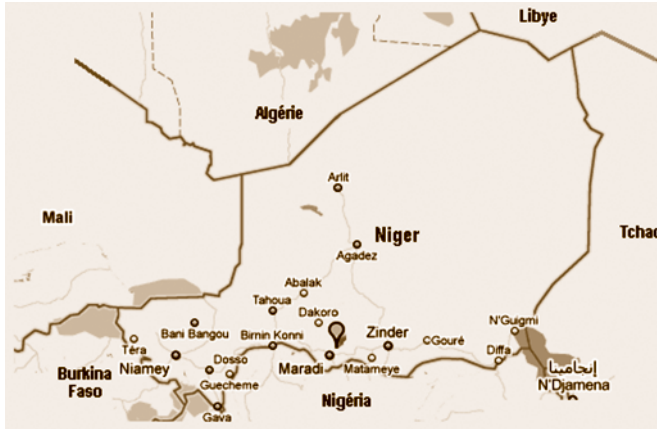 Libye
Algérie
Arlit
Mali
Niger
Tchad
Agadez
Abalak
Tahoua
Dakoro
N'Guigmi
Bani Bangou
Birnin Konni
Zinder
Gouré
Téra
Niamey
Dosso
Maradi
Matameye
Diffa
Burkina
Faso
Guecheme
Nigéria
إنجامينا
N'Djamena
Gava